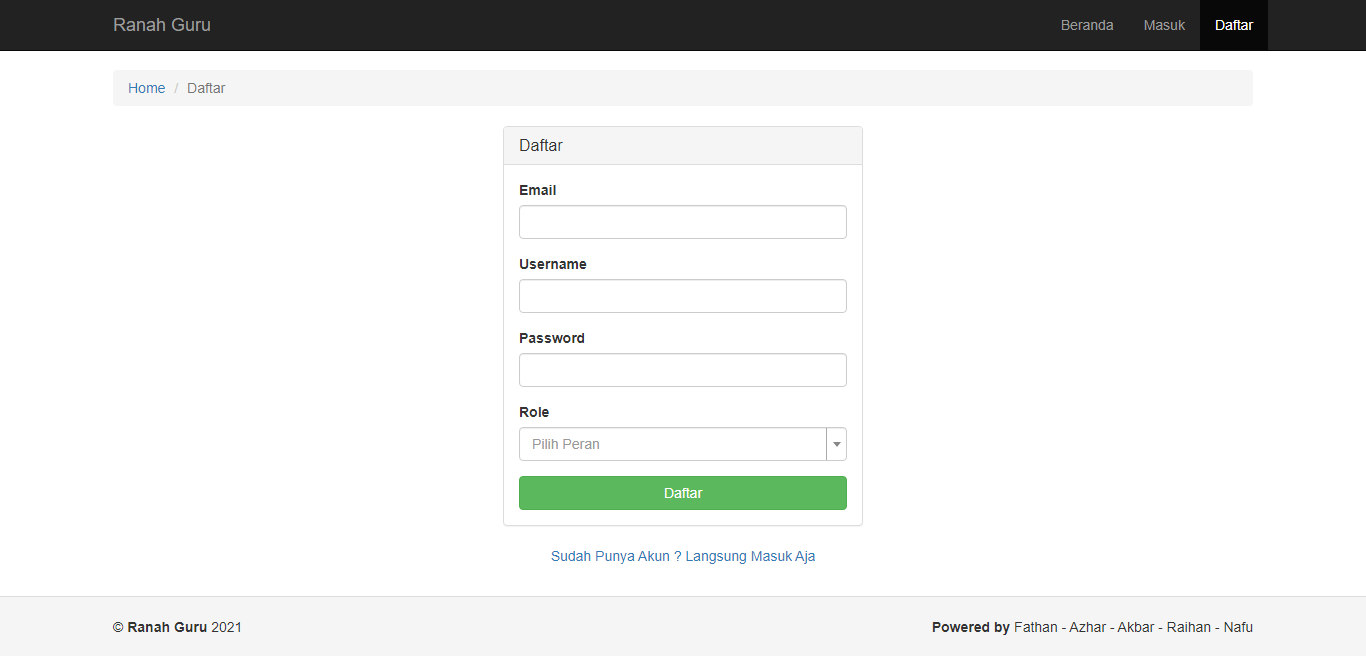 Ranah Guru Beranda Masuk Daftar
Home / Daftar
Daftar
Email
Username
Password
Role
Pilih Peran
Daftar
Sudah Punya Akun ? Langsung Masuk Aja
© Ranah Guru 2021 Powered by Fathan - Azhar - Akbar - Raihan - Nafu